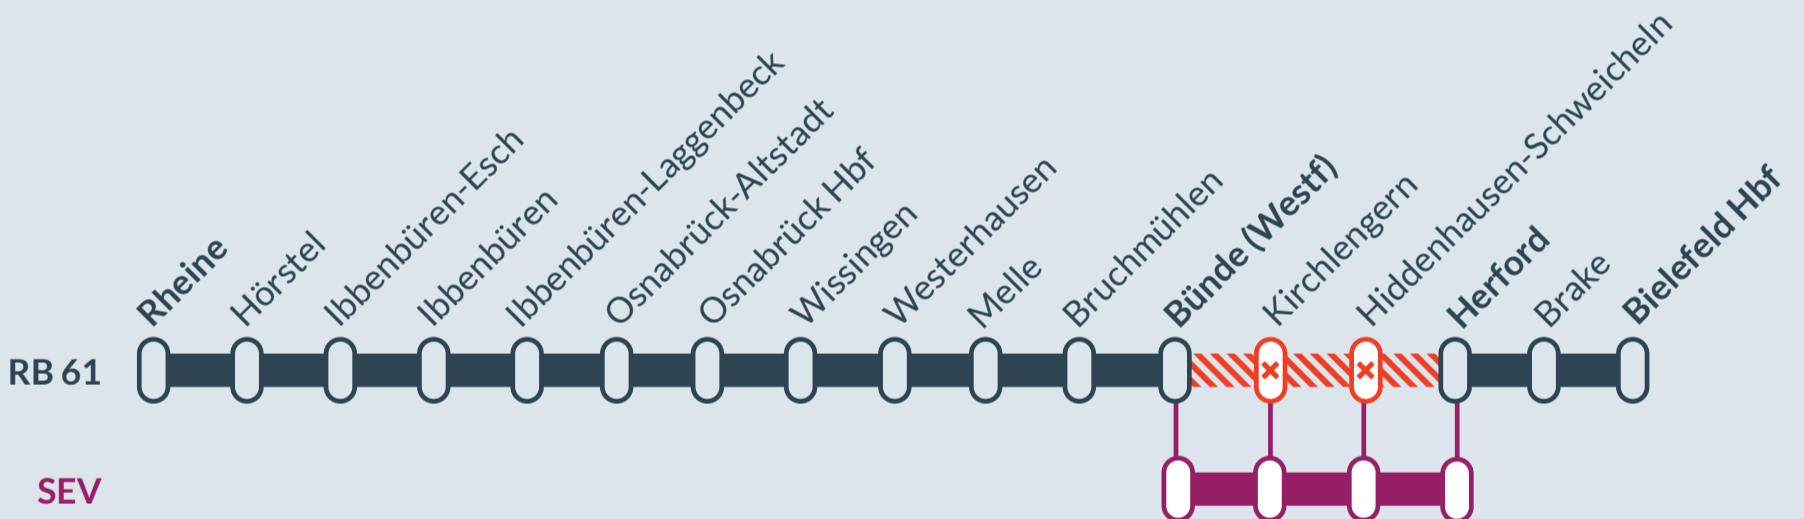 Rheine
Hörstel
Ibbenbüren-Esch
Ibbenbüren
Ibbenbüren-Laggenbeck
Osnabrück-Altstadt
Osnabrück Hbf
Wissingen
Westerhausen
Melle
Bruchmühlen
Bünde (Westf)
Kirchlengern
Hiddenhausen-Schweicheln
Herford
Brake
Bielefeld Hbf
RB 61
SEV